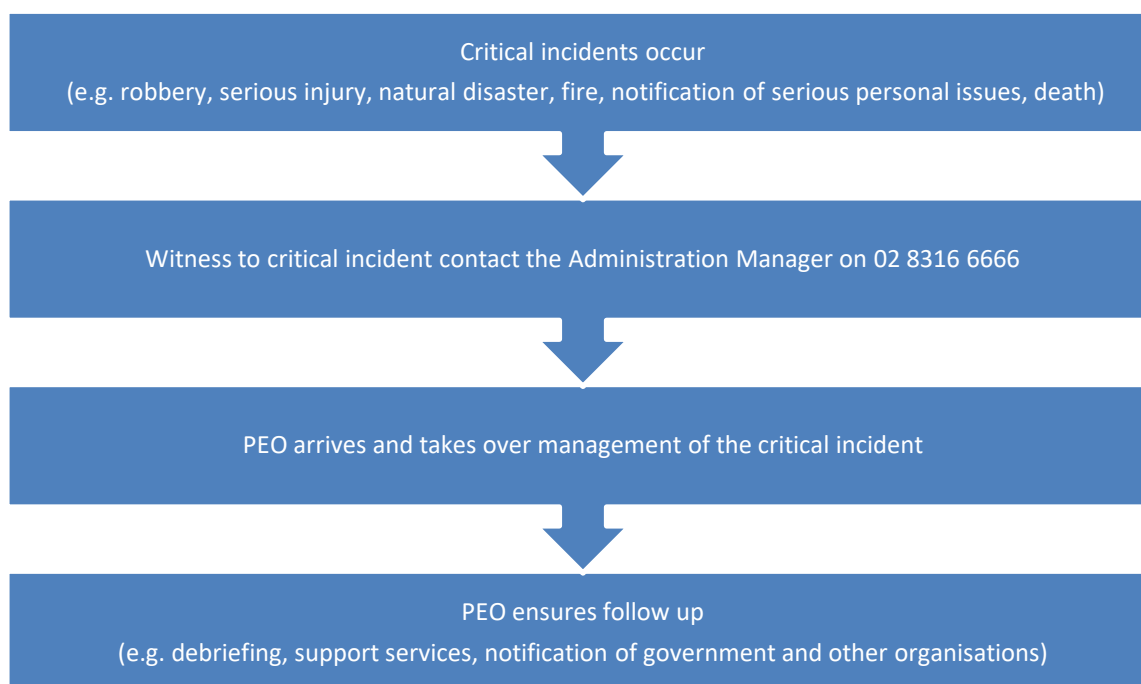 Critical incidents occur
(e.g. robbery, serious injury, natural disaster, fire, notification of serious personal issues, death)
Witness to critical incident contact the Administration Manager on 02 8316 6666
PEO arrives and takes over management of the critical incident
PEO ensures follow up
(e.g. debriefing, support services, notification of government and other organisations)